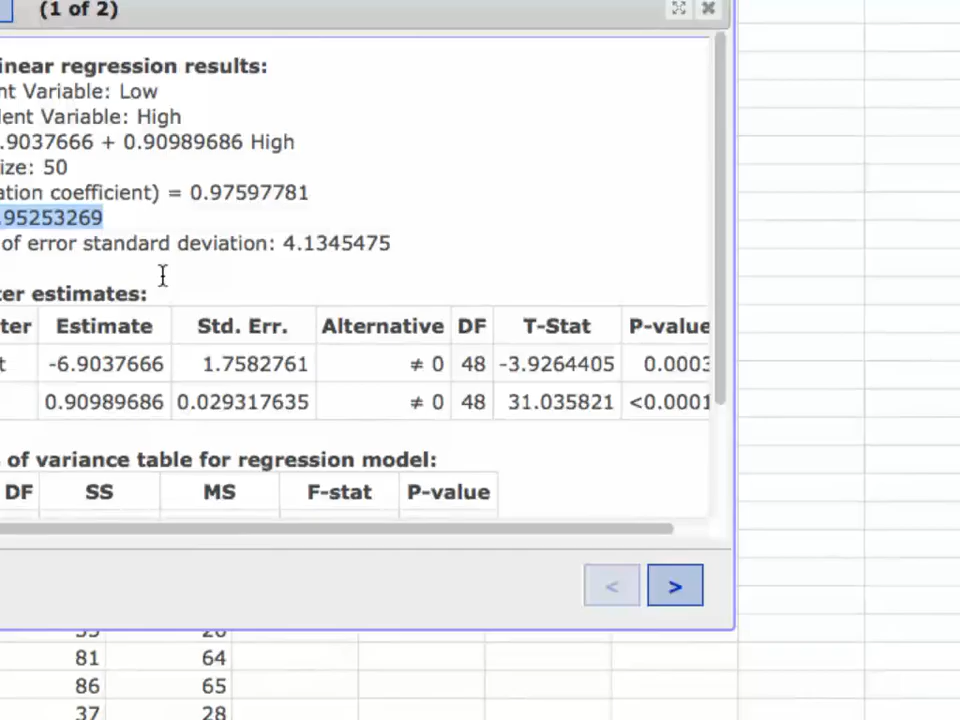 (1 of 2)
inear regression results:
nt Variable: Low
lent Variable: High
.9037666 + 0.90989686 High
ize: 50
ation coefficient) = 0.97597781
.95253269
of error standard deviation: 4.1345475
ter estimates:
ter Estimate Std. Err. Alternative DF T-Stat P-value
t -6.9037666 1.7582761 ≠ 0 48 -3.9264405 0.0003
0.90989686 0.029317635 ≠ 0 48 31.035821 <0.0001
s of variance table for regression model:
DF SS MS F-stat P-value
< >
81 64
86 65
37 28